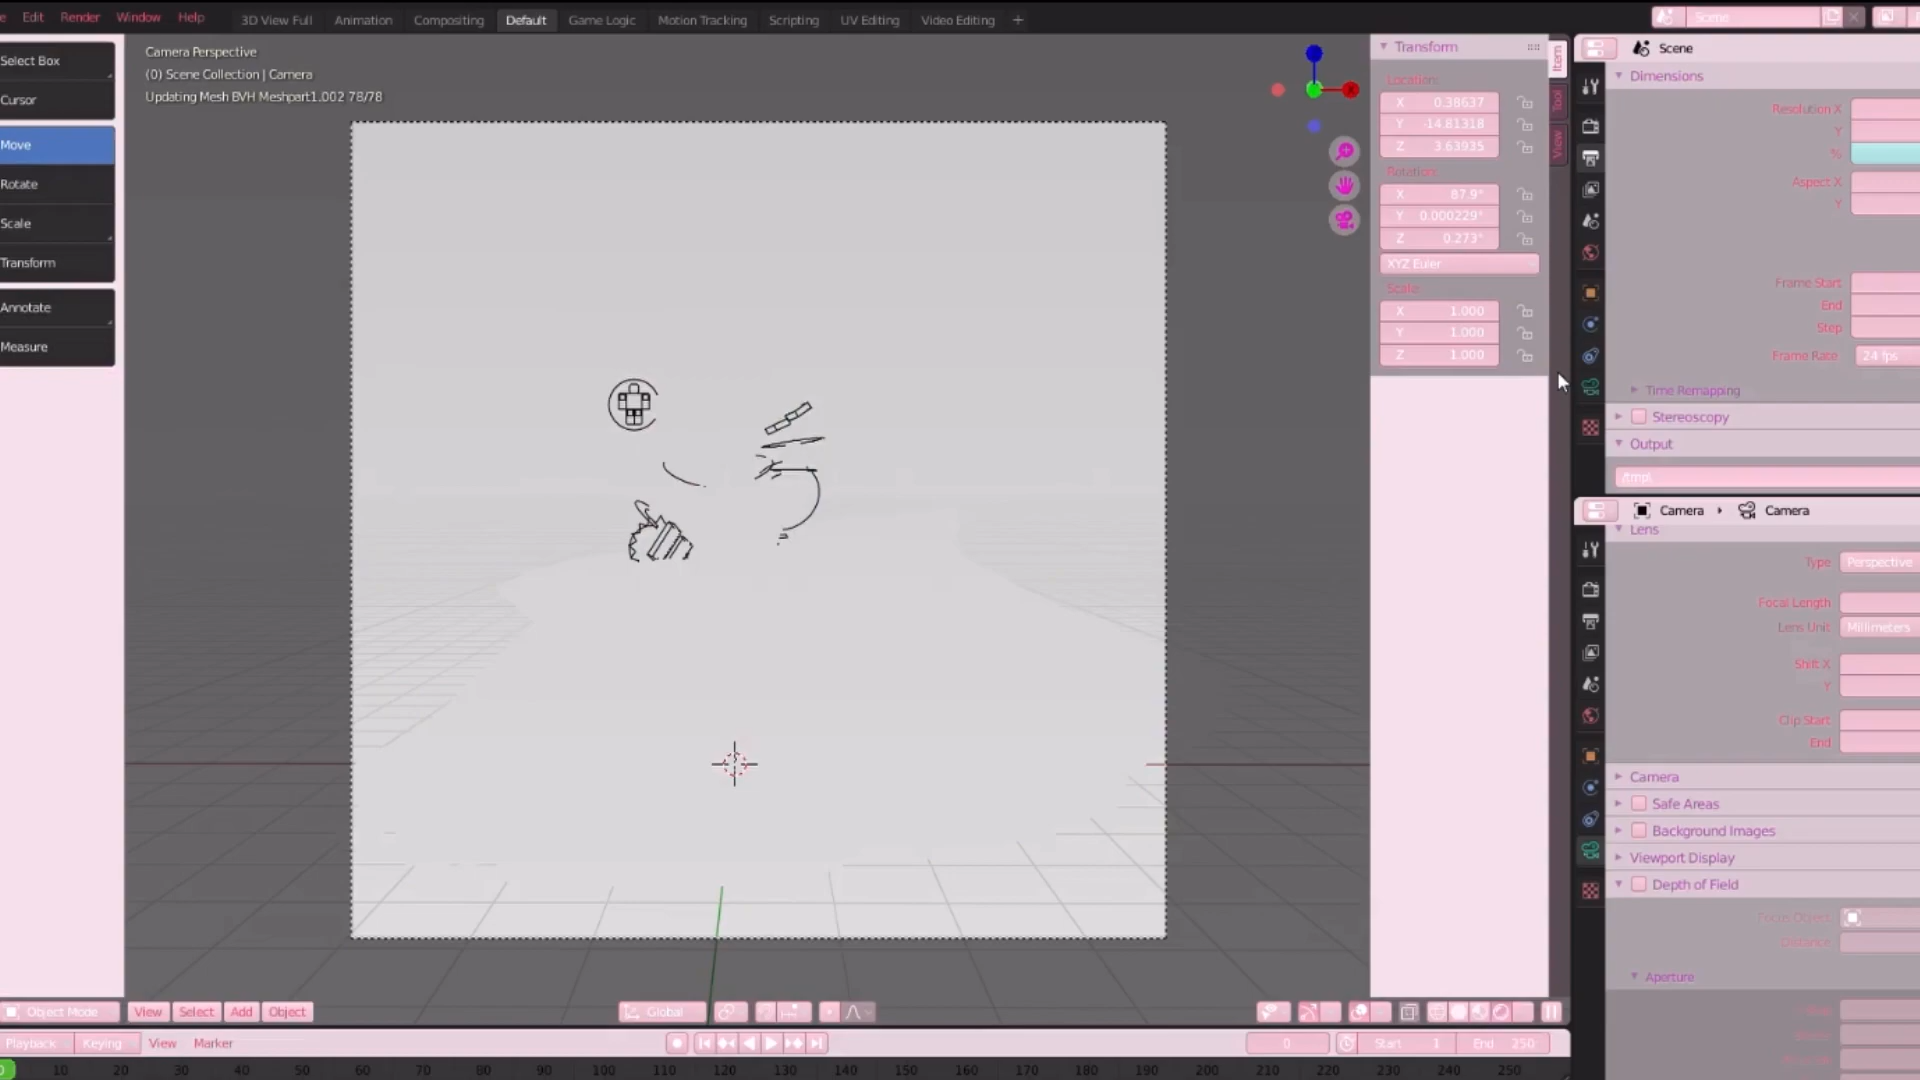 Edit Render Window Help
3D View Full Animation Compositing Default Game Logic Motion Tracking Scripting UV Editing Video Editing +
Scene
Select Box
Cursor
Move
Rotate
Scale
Transform
Annotate
Measure
Camera Perspective
(0) Scene Collection | Camera
Updating Mesh BVH Meshpart1.002 78/78
X
Transform
Location:
X 0.38637
Y -14.81318
Z 3.63935
Rotation:
X 87.9°
Y 0.000229°
Z 0.273°
XYZ Euler
Scale:
X 1.000
Y 1.000
Z 1.000
Item
Tool
View
Scene
Dimensions
Resolution X
Y
%
Aspect X
Y
Frame Start
End
Step
Frame Rate 24 fps
Time Remapping
Stereoscopy
Output
/tmp\
Camera Camera
Lens
Type Perspective
Focal Length
Lens Unit Millimeters
Shift X
Y
Clip Start
End
Camera
Safe Areas
Background Images
Viewport Display
Depth of Field
Focus Object
Distance
Aperture
Object Mode View Select Add Object
Global
Playback Keying View Marker
0 Start 1 End 250
10 20 30 40 50 60 70 80 90 100 110 120 130 140 150 160 170 180 190 200 210 220 230 240 250